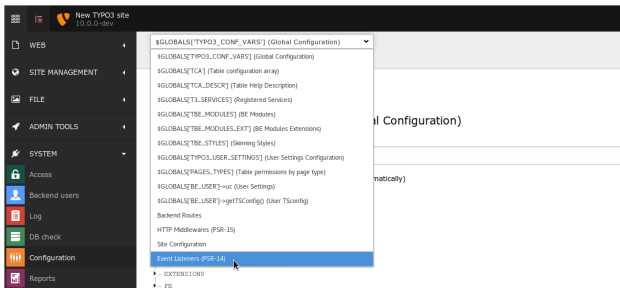 New TYPO3 site
10.0.0-dev
WEB
SITE MANAGEMENT
FILE
ADMIN TOOLS
SYSTEM
Access
Backend users
Log
DB check
Configuration
Reports
$GLOBALS['TYPO3_CONF_VARS'] (Global Configuration)
$GLOBALS['TYPO3_CONF_VARS'] (Global Configuration)
$GLOBALS['TCA'] (Table configuration array)
$GLOBALS['TCA_DESCR'] (Table Help Description)
$GLOBALS['T3_SERVICES'] (Registered Services)
$GLOBALS['TBE_MODULES'] (BE Modules)
$GLOBALS['TBE_MODULES_EXT'] (BE Modules Extensions)
$GLOBALS['TBE_STYLES'] (Skinning Styles)
$GLOBALS['TYPO3_USER_SETTINGS'] (User Settings Configuration)
$GLOBALS['PAGES_TYPES'] (Table permissions by page type)
$GLOBALS['BE_USER']->uc (User Settings)
$GLOBALS['BE_USER']->getTSConfig() (User TSconfig)
Backend Routes
HTTP Middlewares (PSR-15)
Site Configuration
Event Listeners (PSR-14)
al Configuration)
matically)
EXTENSIONS
FE